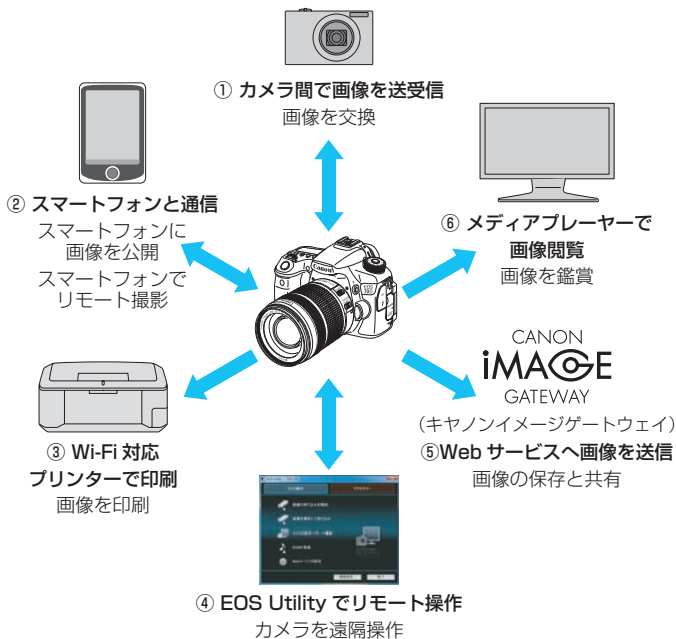 ① カメラ間で画像を送受信
画像を交換
② スマートフォンと通信
スマートフォンに
画像を公開
スマートフォンで
リモート撮影
⑥ メディアプレーヤーで
画像閲覧
画像を鑑賞
Canon
EOS
70D
CANON
iMAGE
GATEWAY
(キヤノンイメージゲートウェイ)
⑤Web サービスへ画像を送信
画像の保存と共有
③ Wi-Fi 対応
プリンターで印刷
画像を印刷
④ EOS Utility でリモート操作
カメラを遠隔操作